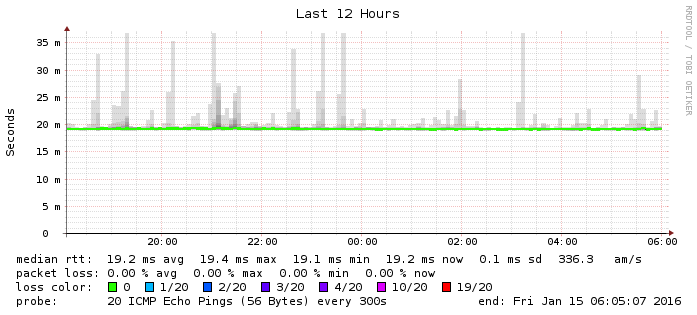 Last 12 Hours
RRDTOOL / TOBI OETIKER
Seconds
35 m
30 m
25 m
20 m
15 m
10 m
5 m
0
20:00 22:00 00:00 02:00 04:00 06:00
median rtt: 19.2 ms avg 19.4 ms max 19.1 ms min 19.2 ms now 0.1 ms sd 336.3 am/s
packet loss: 0.00 % avg 0.00 % max 0.00 % min 0.00 % now
loss color: 0 1/20 2/20 3/20 4/20 10/20 19/20
probe: 20 ICMP Echo Pings (56 Bytes) every 300s end: Fri Jan 15 06:05:07 2016